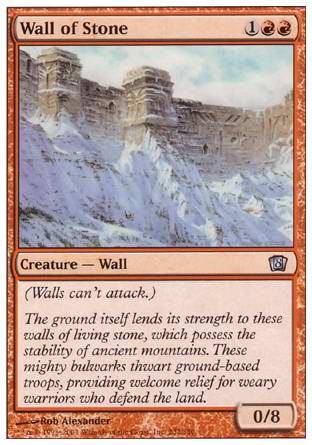 Wall of Stone 1
Creature — Wall
8
(Walls can't attack.)
The ground itself lends its strength to these
walls of living stone, which possess the
stability of ancient mountains. These
mighty bulwarks thwart ground-based
troops, providing welcome relief for weary
warriors who defend the land.
Rob Alexander
0/8